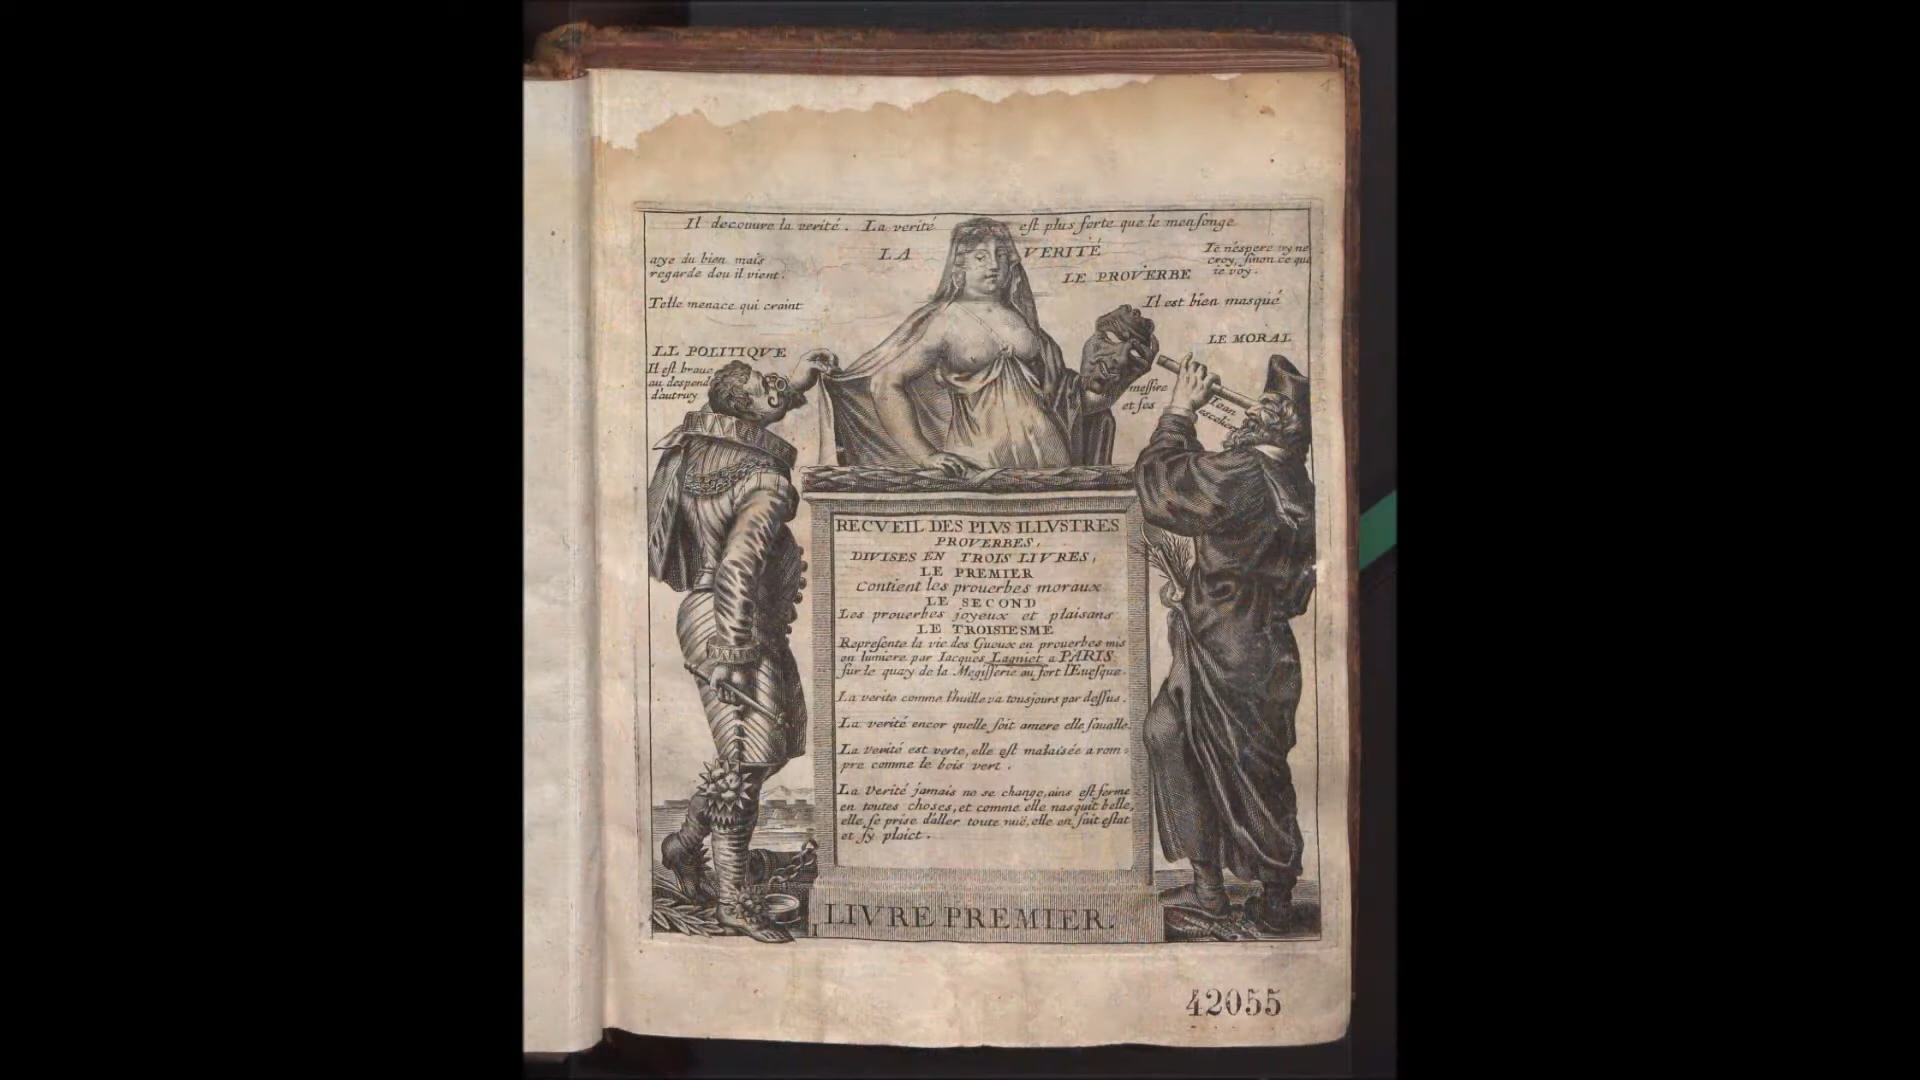 Il decouure la verité. La verité est plus forte que le mensonge
LA VERITÉ
aye du bien mais
regarde dou il vient.
Ie n'espere ny ne
croy, sinon ce que
ie voy.
LE PROVERBE
Telle menace qui craint
Il est bien masqué
LE MORAL
LE POLITIQVE
Il est braue
au despend
d'autruy
messire Iean
et ses
RECVEIL DES PLVS ILLVSTRES
PROVERBES,
DIVISES EN TROIS LIVRES,
LE PREMIER
Contient les prouerbes moraux
LE SECOND
Les prouerbes joyeux et plaisans
LE TROISIESME
Represente la vie des Gueux en prouerbes mis
en lumiere par Iacques Lagniet a PARIS
sur le quay de la Megisserie au fort l'Euesque.
La verité comme l'huille va tousjours par dessus.
La verité encor quelle soit amere elle saualle.
La verité est verte, elle est malaisée a rom=
pre comme le bois vert.
La Verité jamais ne se change, ains est ferme
en toutes choses, et comme elle nasquit belle,
elle se prise d'aller toute nuë, elle en fait estat
et sy plaict.
LIVRE PREMIER.
42055